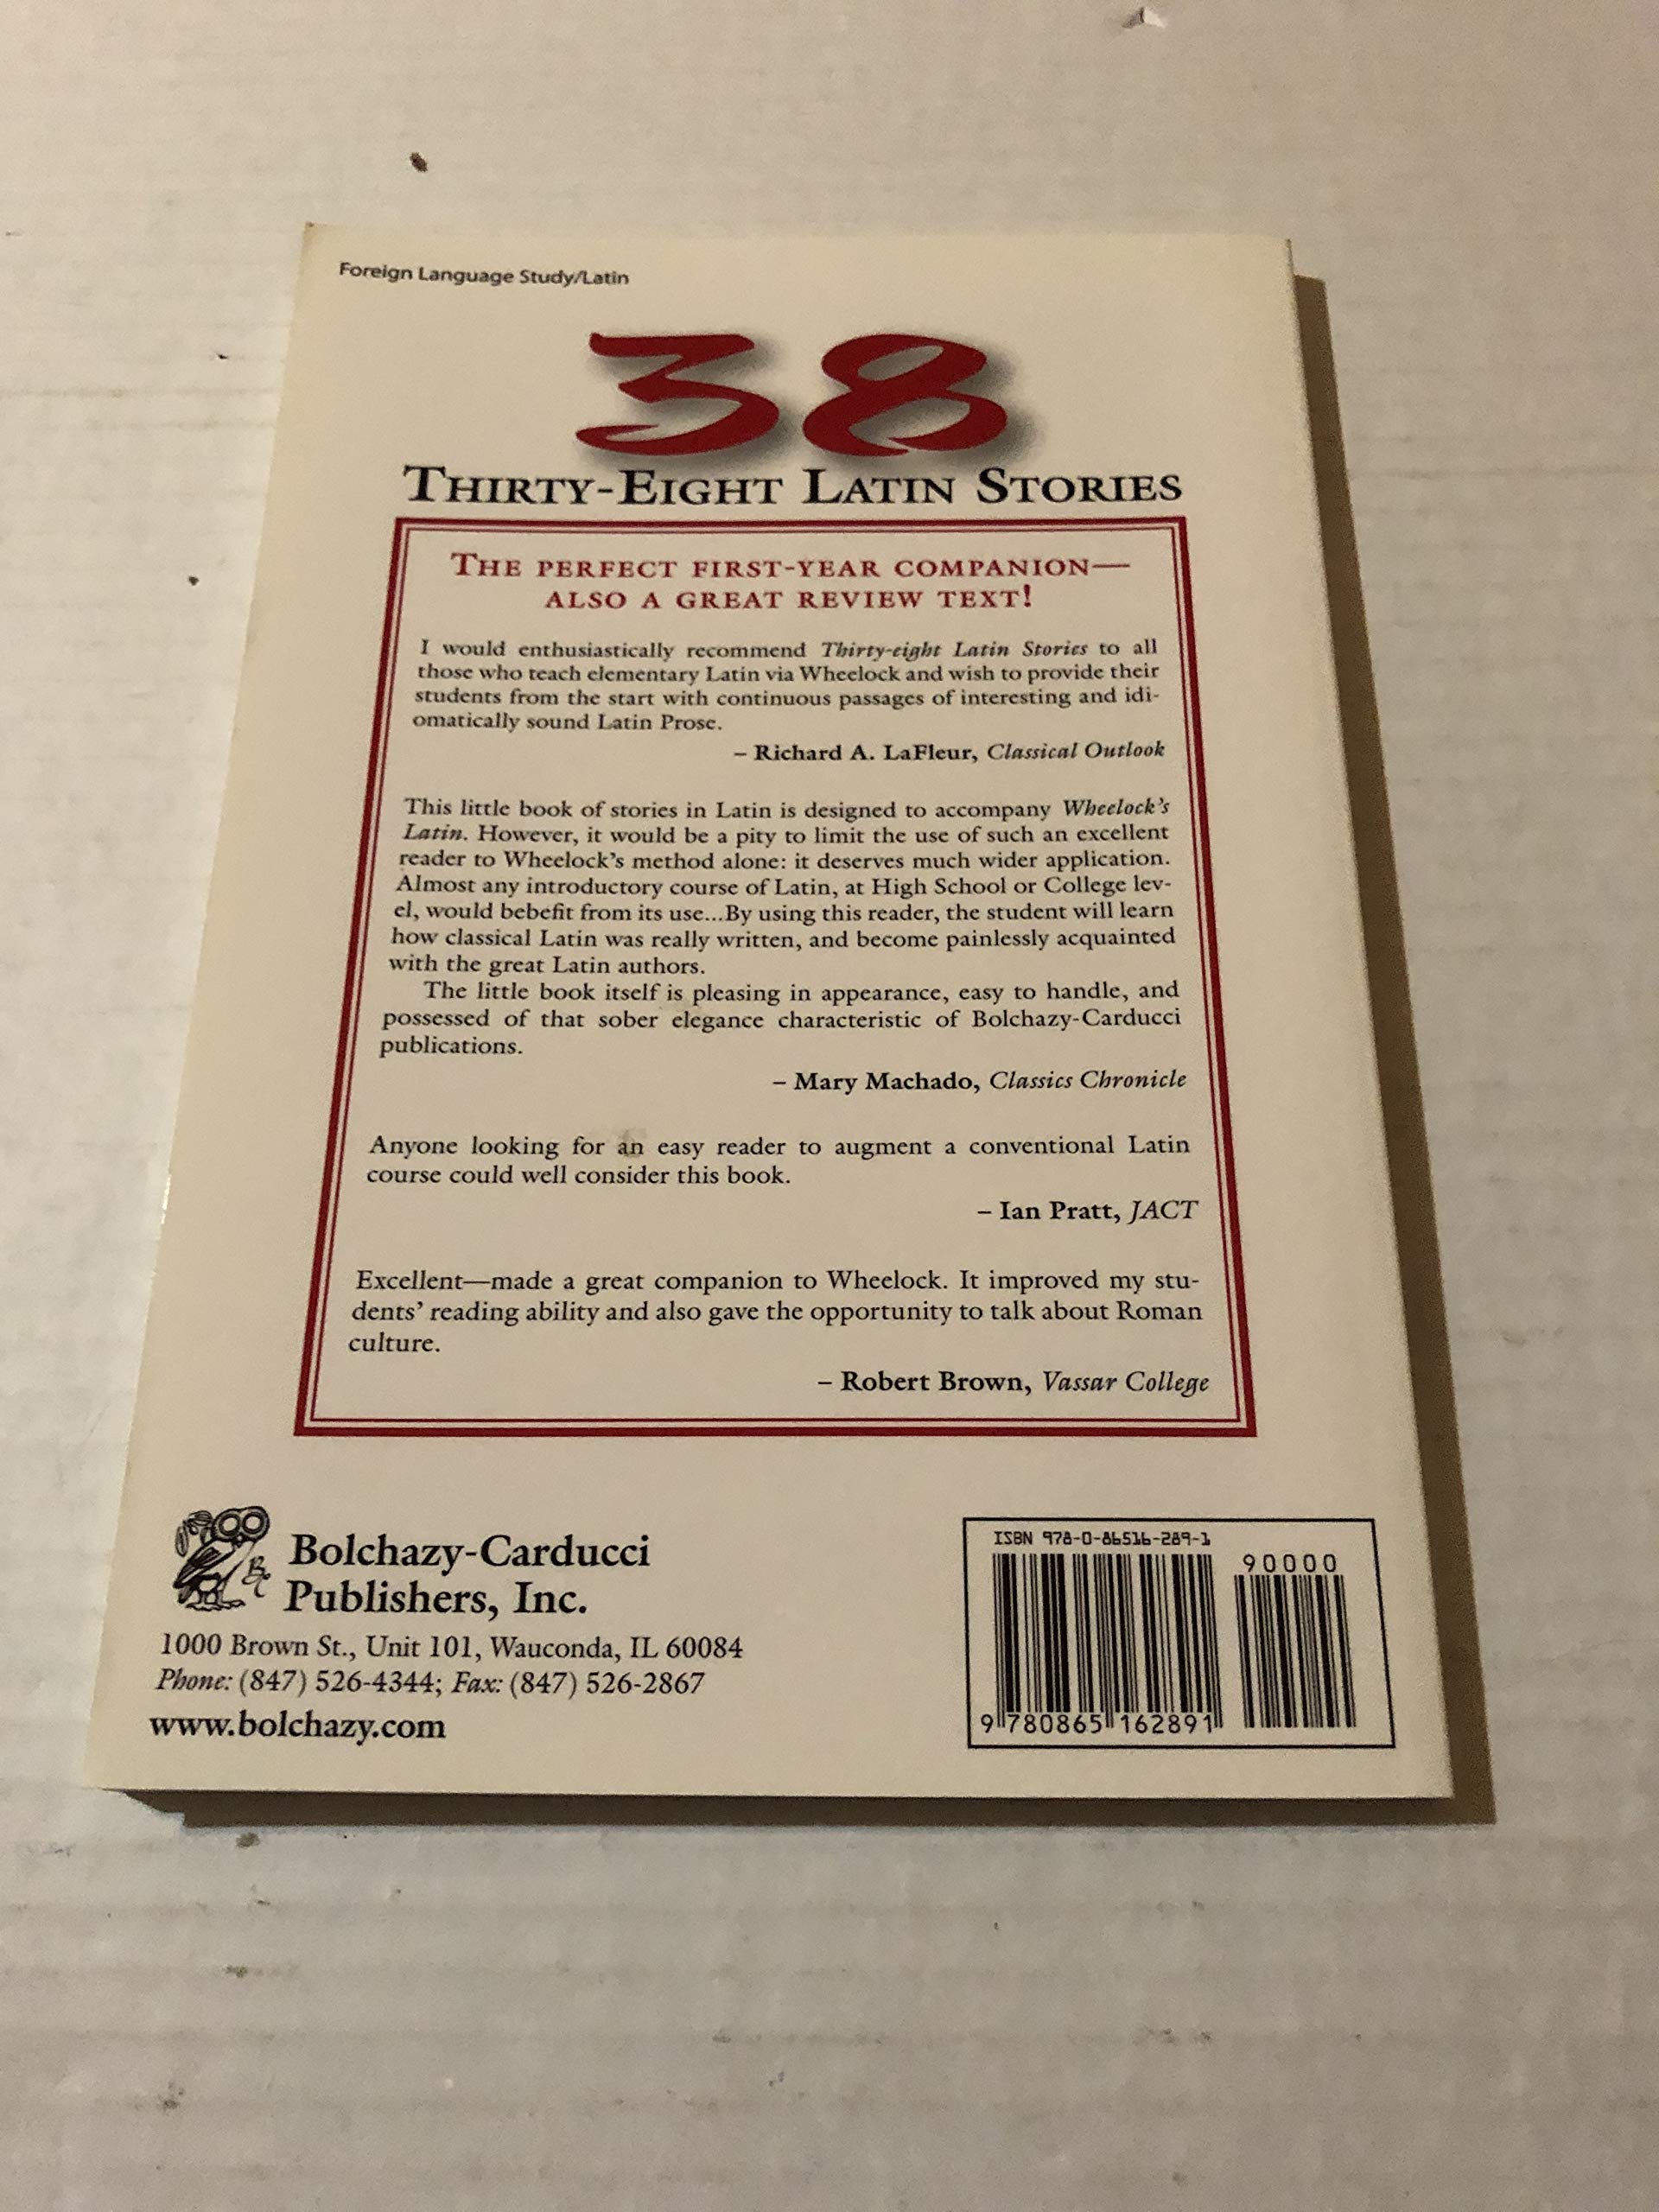 Foreign Language Study/Latin
38
THIRTY-EIGHT LATIN STORIES
THE PERFECT FIRST-YEAR COMPANION—
ALSO A GREAT REVIEW TEXT!
I would enthusiastically recommend Thirty-eight Latin Stories to all
those who teach elementary Latin via Wheelock and wish to provide their
students from the start with continuous passages of interesting and idi-
omatically sound Latin Prose.
– Richard A. LaFleur, Classical Outlook
This little book of stories in Latin is designed to accompany Wheelock's
Latin. However, it would be a pity to limit the use of such an excellent
reader to Wheelock's method alone: it deserves much wider application.
Almost any introductory course of Latin, at High School or College lev-
el, would bebefit from its use...By using this reader, the student will learn
how classical Latin was really written, and become painlessly acquainted
with the great Latin authors.
The little book itself is pleasing in appearance, easy to handle, and
possessed of that sober elegance characteristic of Bolchazy-Carducci
publications.
– Mary Machado, Classics Chronicle
Anyone looking for an easy reader to augment a conventional Latin
course could well consider this book.
– Ian Pratt, JACT
Excellent—made a great companion to Wheelock. It improved my stu-
dents' reading ability and also gave the opportunity to talk about Roman
culture.
– Robert Brown, Vassar College
BC
Bolchazy-Carducci
Publishers, Inc.
1000 Brown St., Unit 101, Wauconda, IL 60084
Phone: (847) 526-4344; Fax: (847) 526-2867
www.bolchazy.com
ISBN 978-0-86516-289-1
90000
9 780865 162891